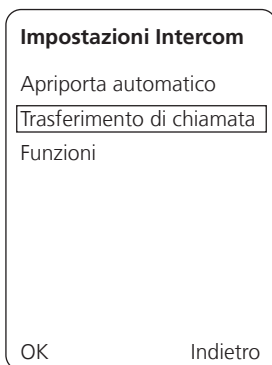 Impostazioni Intercom
Apriporta automatico
Trasferimento di chiamata
Funzioni
OK Indietro